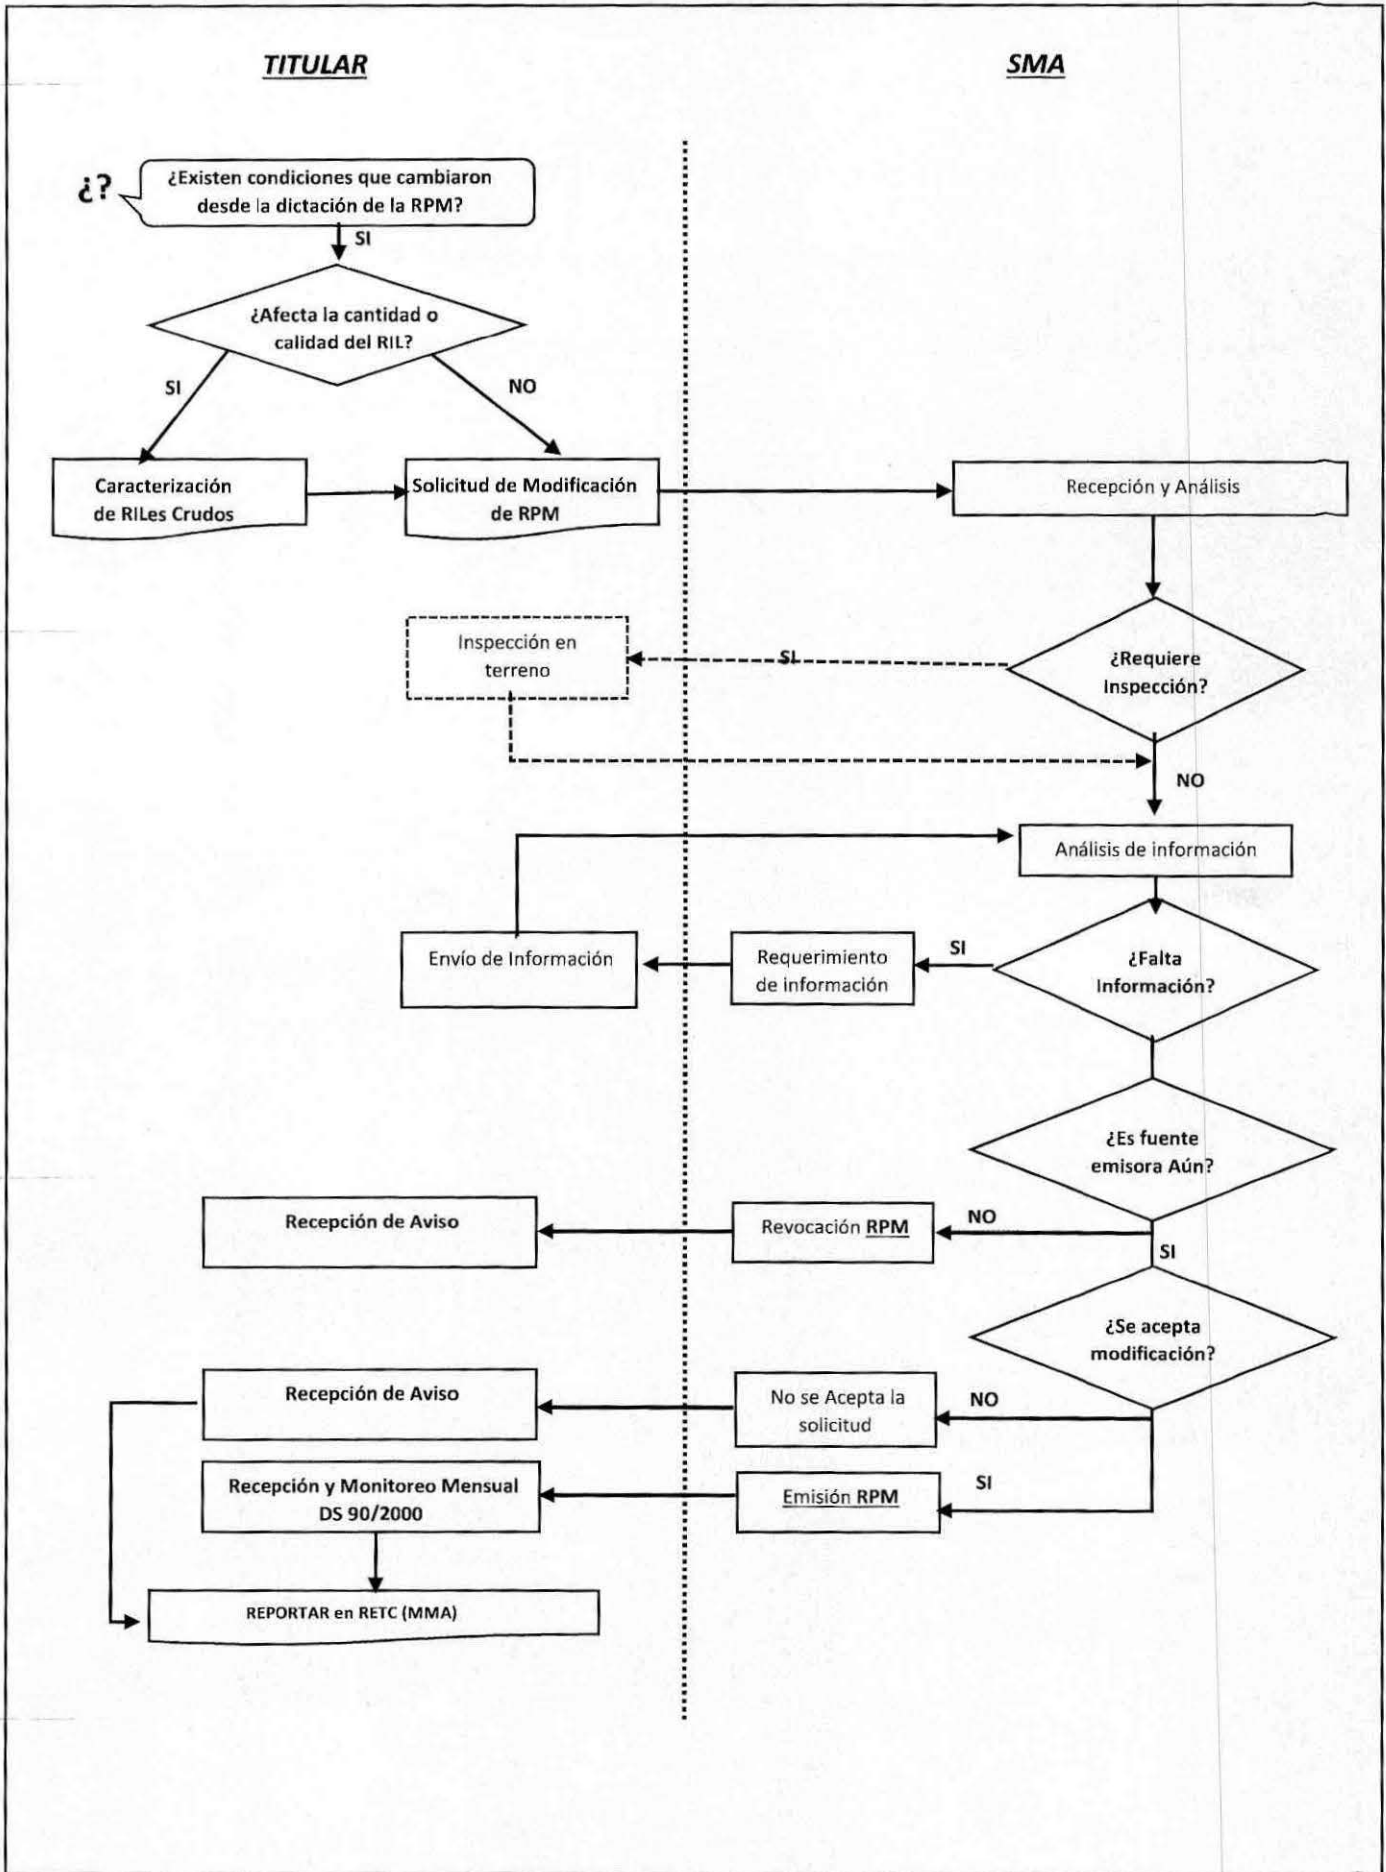 TITULAR
SMA
¿?
¿Existen condiciones que cambiaron
desde la dictación de la RPM?
SI
¿Afecta la cantidad o
calidad del RIL?
SI
NO
Caracterización
de RILes Crudos
Solicitud de Modificación
de RPM
Recepción y Análisis
Inspección en
terreno
SI
¿Requiere
Inspección?
NO
Análisis de información
Envío de Información
Requerimiento
de información
SI
¿Falta
Información?
¿Es fuente
emisora Aún?
Recepción de Aviso
Revocación RPM
NO
SI
¿Se acepta
modificación?
Recepción de Aviso
No se Acepta la
solicitud
NO
Recepción y Monitoreo Mensual
DS 90/2000
Emisión RPM
SI
REPORTAR en RETC (MMA)